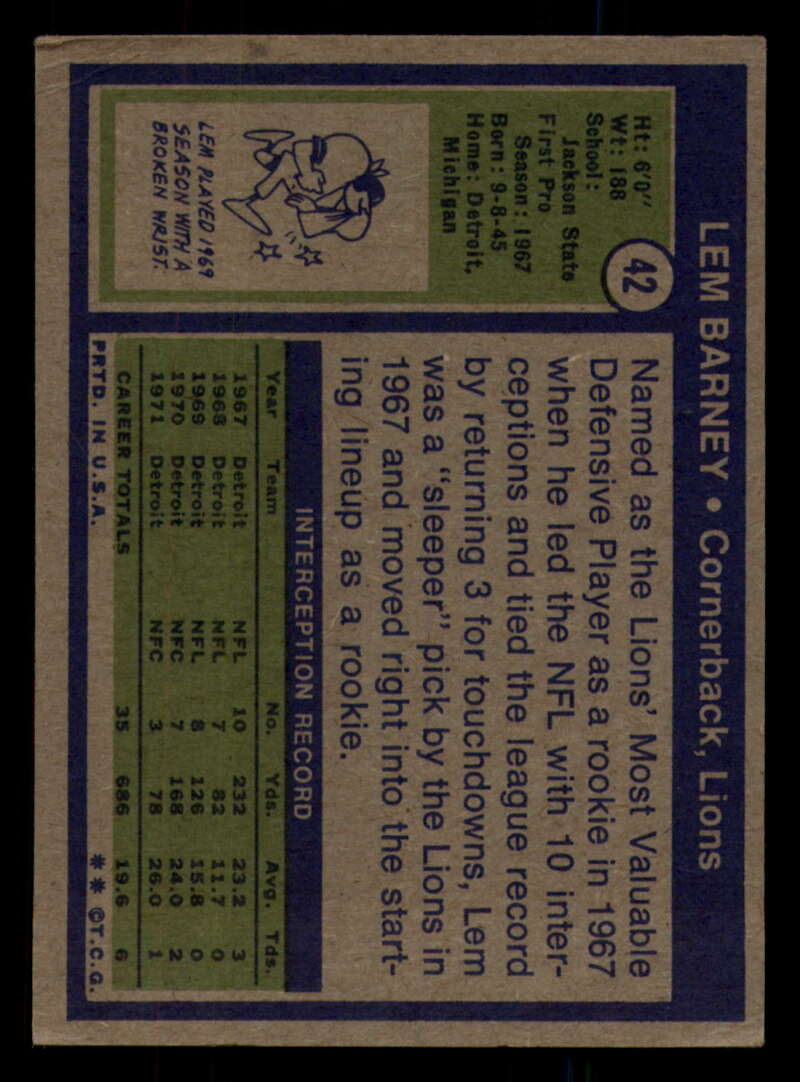 LEM BARNEY • Cornerback, Lions
42
Ht: 6'0"
Wt: 188
School:
Jackson State
First Pro
Season: 1967
Born: 9-8-45
Home: Detroit,
Michigan
LEM PLAYED 1969
SEASON WITH A
BROKEN WRIST.
Named as the Lions' Most Valuable
Defensive Player as a rookie in 1967
when he led the NFL with 10 inter-
ceptions and tied the league record
by returning 3 for touchdowns, Lem
was a "sleeper" pick by the Lions in
1967 and moved right into the start-
ing lineup as a rookie.
INTERCEPTION RECORD
Year Team No. Yds. Avg. Tds.
1967 Detroit NFL 10 232 23.2 3
1968 Detroit NFL 7 82 11.7 0
1969 Detroit NFL 8 126 15.8 0
1970 Detroit NFC 7 168 24.0 2
1971 Detroit NFC 3 78 26.0 1
CAREER TOTALS 35 686 19.6 6
PRTD. IN U.S.A. ** ©T.C.G.